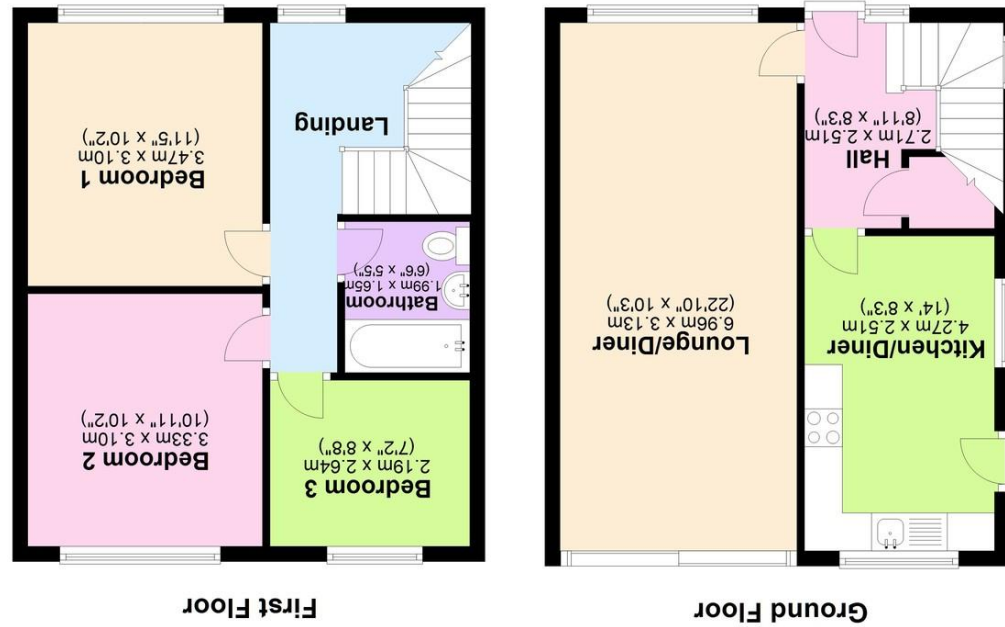 Ground Floor
Kitchen/Diner
4.27m x 2.51m
(14' x 8'3")
Lounge/Diner
6.96m x 3.13m
(22'10" x 10'3")
Hall
2.71m x 2.51m
(8'11" x 8'3")
First Floor
Bedroom 3
2.19m x 2.64m
(7'2" x 8'8")
Bedroom 2
3.33m x 3.10m
(10'11" x 10'2")
Bathroom
1.99m x 1.65m
(6'6" x 5'5")
Bedroom 1
3.47m x 3.10m
(11'5" x 10'2")
Landing